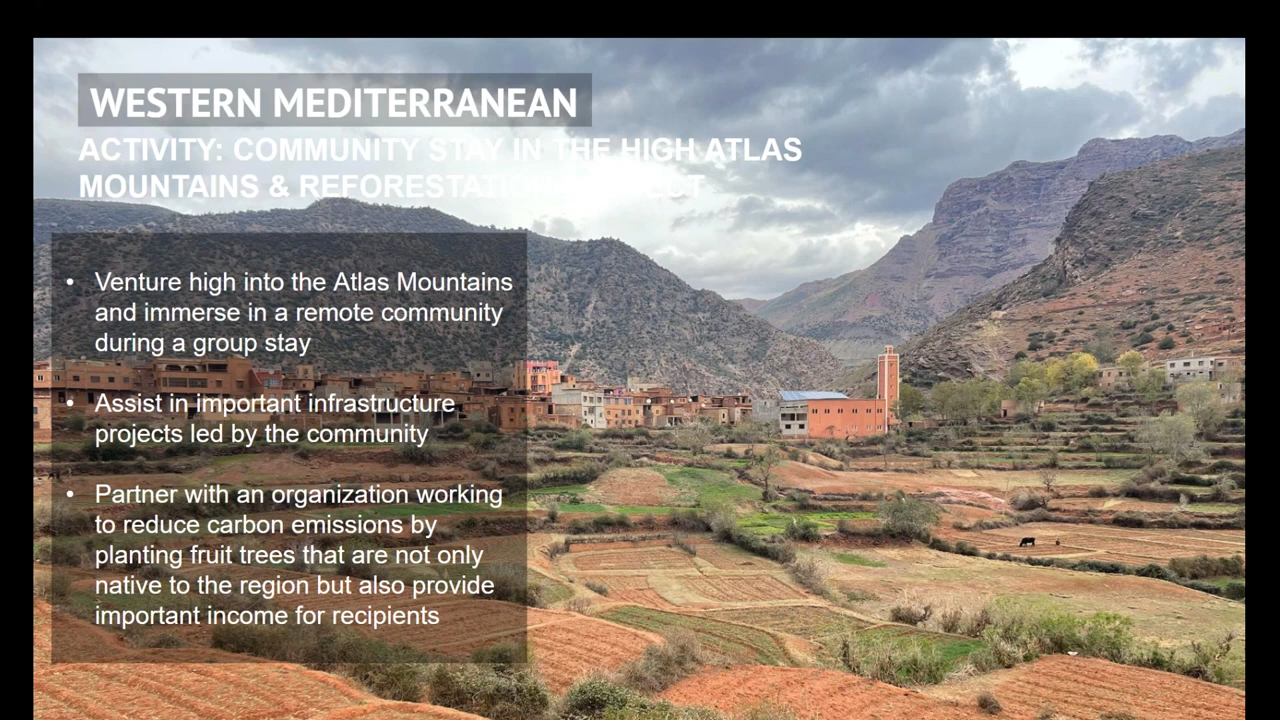 WESTERN MEDITERRANEAN
ACTIVITY: COMMUNITY STAY IN THE HIGH ATLAS
MOUNTAINS & REFORESTATION PROJECT
• Venture high into the Atlas Mountains
and immerse in a remote community
during a group stay
• Assist in important infrastructure
projects led by the community
• Partner with an organization working
to reduce carbon emissions by
planting fruit trees that are not only
native to the region but also provide
important income for recipients